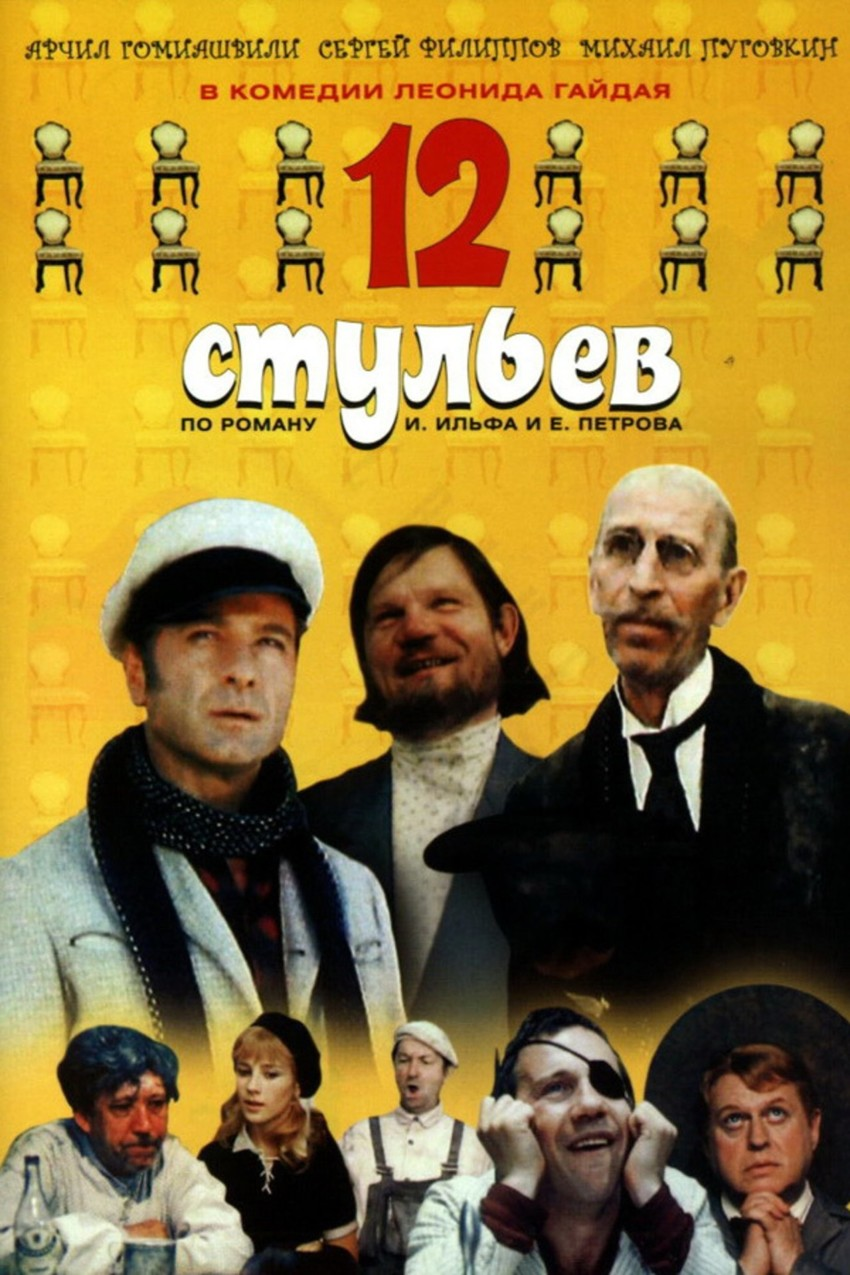 АРЧИЛ ГОМИАШВИЛИ СЕРГЕЙ ФИЛИППОВ МИХАИЛ ПУГОВКИН
В КОМЕДИИ ЛЕОНИДА ГАЙДАЯ
12
стульев
ПО РОМАНУ И. ИЛЬФА И Е. ПЕТРОВА